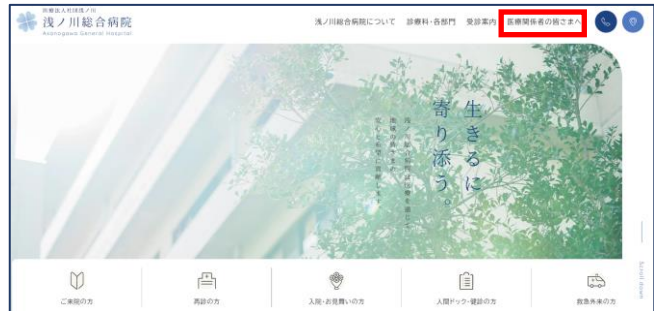 医療法人社団浅ノ川
浅ノ川総合病院
Asanogawa General Hospital
浅ノ川総合病院について
診療科・各部門
受診案内
医療関係者の皆さまへ
生きるに
寄り添う。
ご来院の方
再診の方
入院・お見舞いの方
人間ドック・健診の方
救急外来の方
Scroll down